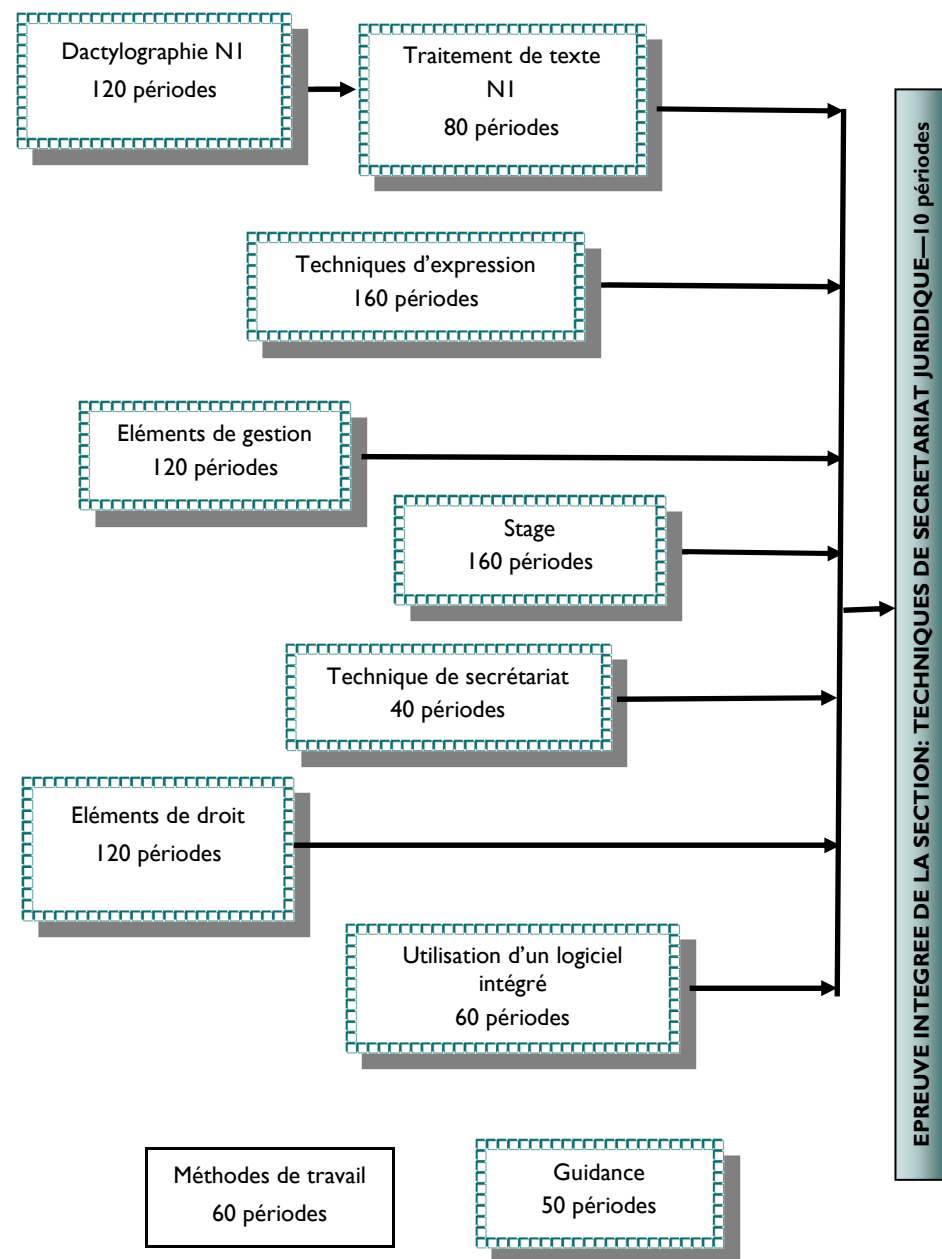 Dactylographie N1
120 périodes
Traitement de texte
N1
80 périodes
Techniques d'expression
160 périodes
Eléments de gestion
120 périodes
Stage
160 périodes
Technique de secrétariat
40 périodes
Eléments de droit
120 périodes
Utilisation d'un logiciel
intégré
60 périodes
Méthodes de travail
60 périodes
Guidance
50 périodes
EPREUVE INTEGREE DE LA SECTION: TECHNIQUES DE SECRETARIAT JURIDIQUE—10 périodes